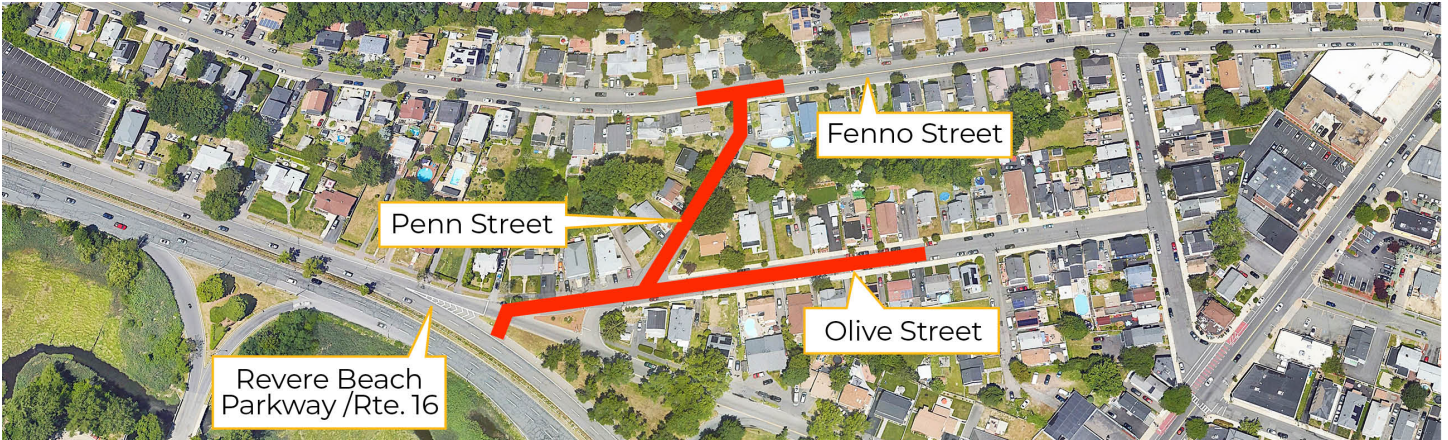 Fenno Street
Penn Street
Olive Street
Revere Beach
Parkway /Rte. 16